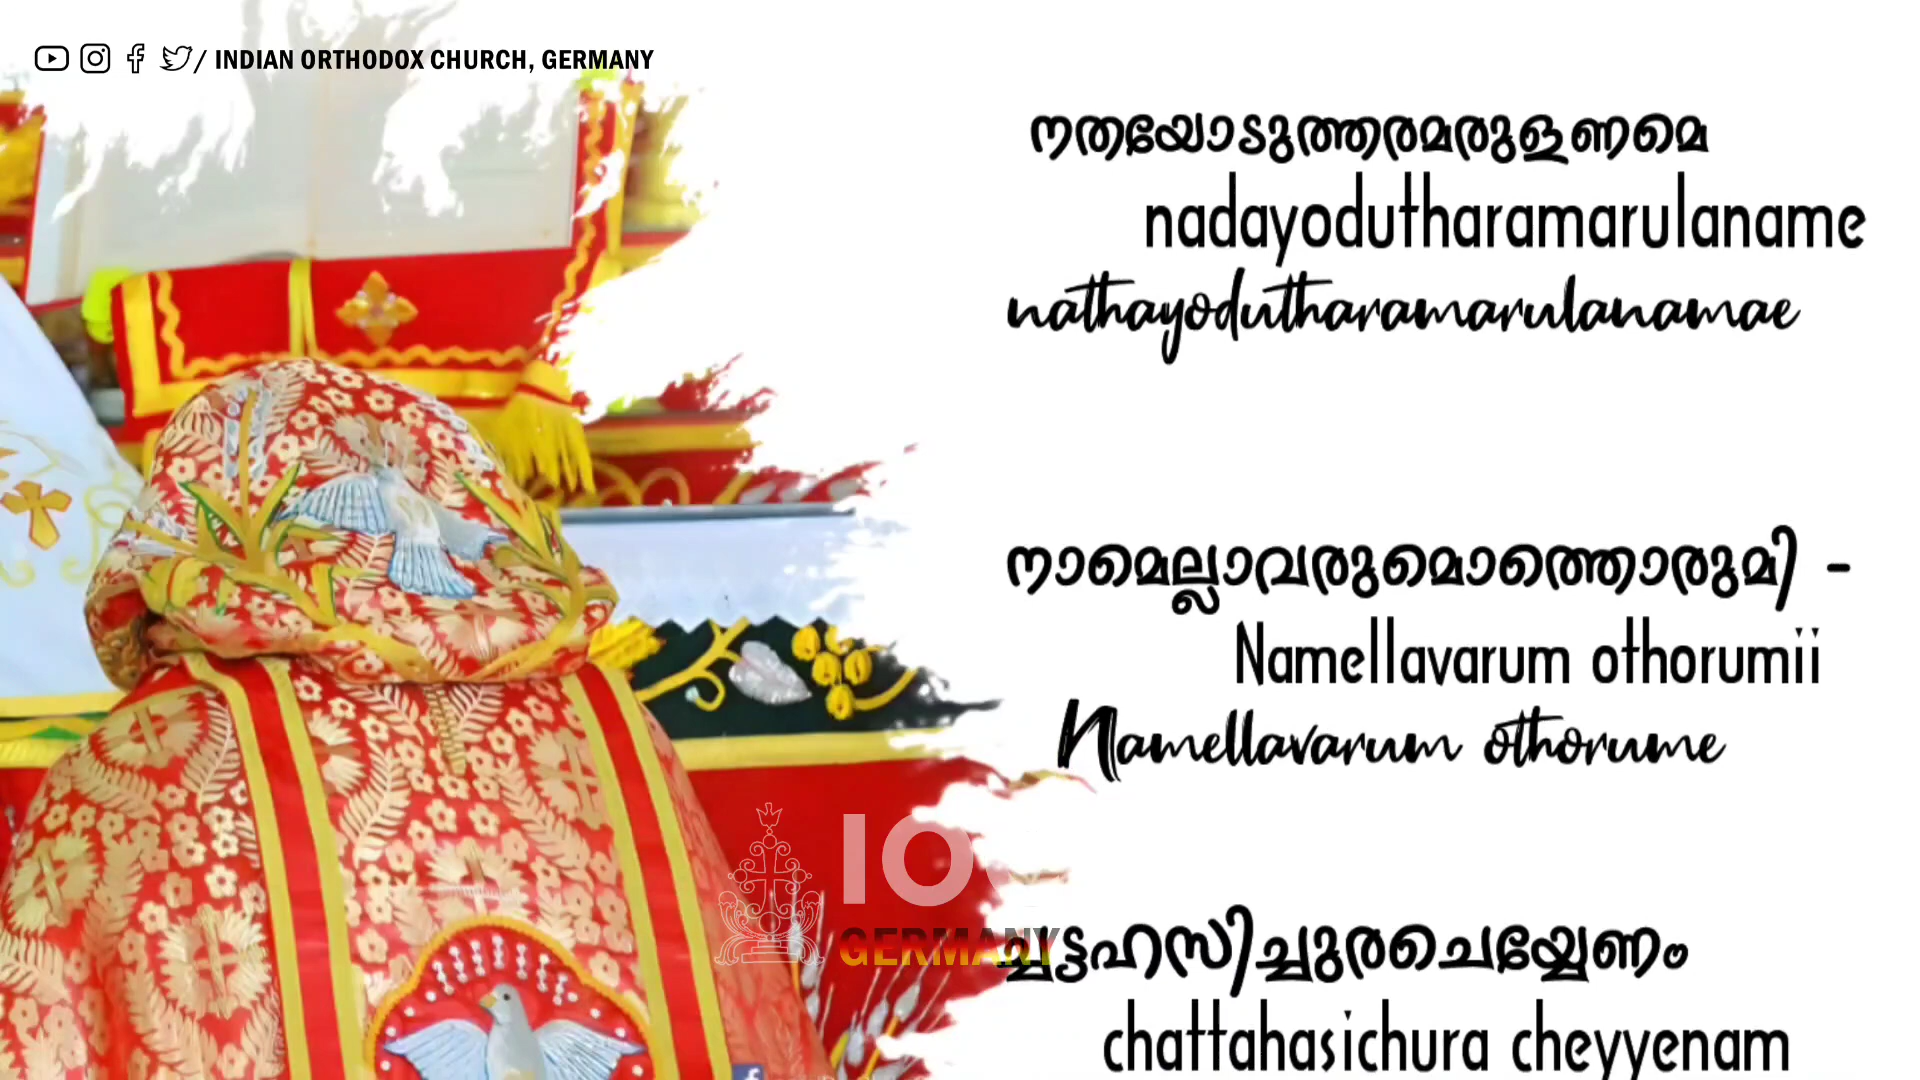 / INDIAN ORTHODOX CHURCH, GERMANY
നതയോടുത്തരമരുളണമെ
nadayodutharamarulaname
nathayodutharamarulanamae
നാമെല്ലാവരുമൊത്തൊരുമി -
Namellavarum othorumii
Namellavarum othorume
IO
GERMANY
ച്ചട്ടഹസിച്ചുരചെയ്യേണം
chattahasichura cheyyenam